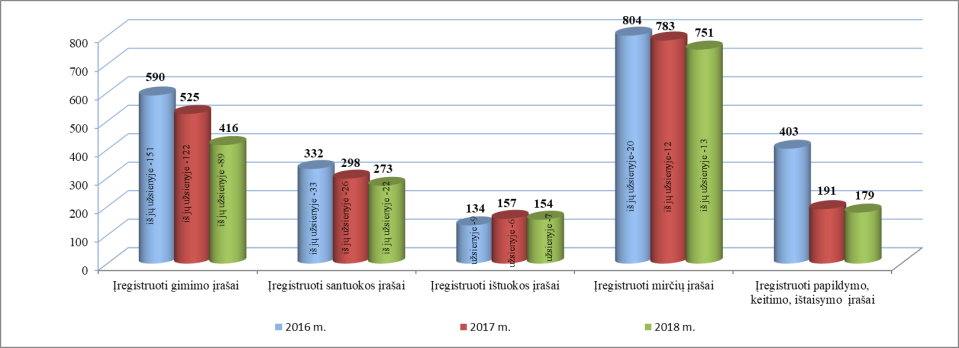 804
783
751
800
700
600
500
400
300
200
100
0
590
525
416
332
298
273
134
157
154
403
191
179
iš jų užsienyje -151
iš jų užsienyje -122
iš jų užsienyje -89
iš jų užsienyje -33
iš jų užsienyje -26
iš jų užsienyje -22
užsienyje -9
užsienyje -6
užsienyje -7
iš jų užsienyje-20
iš jų užsienyje-12
iš jų užsienyje -13
Įregistruoti gimimo įrašai
Įregistruoti santuokos įrašai
Įregistruoti ištuokos įrašai
Įregistruoti mirčių įrašai
Įregistruoti papildymo,
keitimo, ištaisymo įrašai
2016 m.
2017 m.
2018 m.